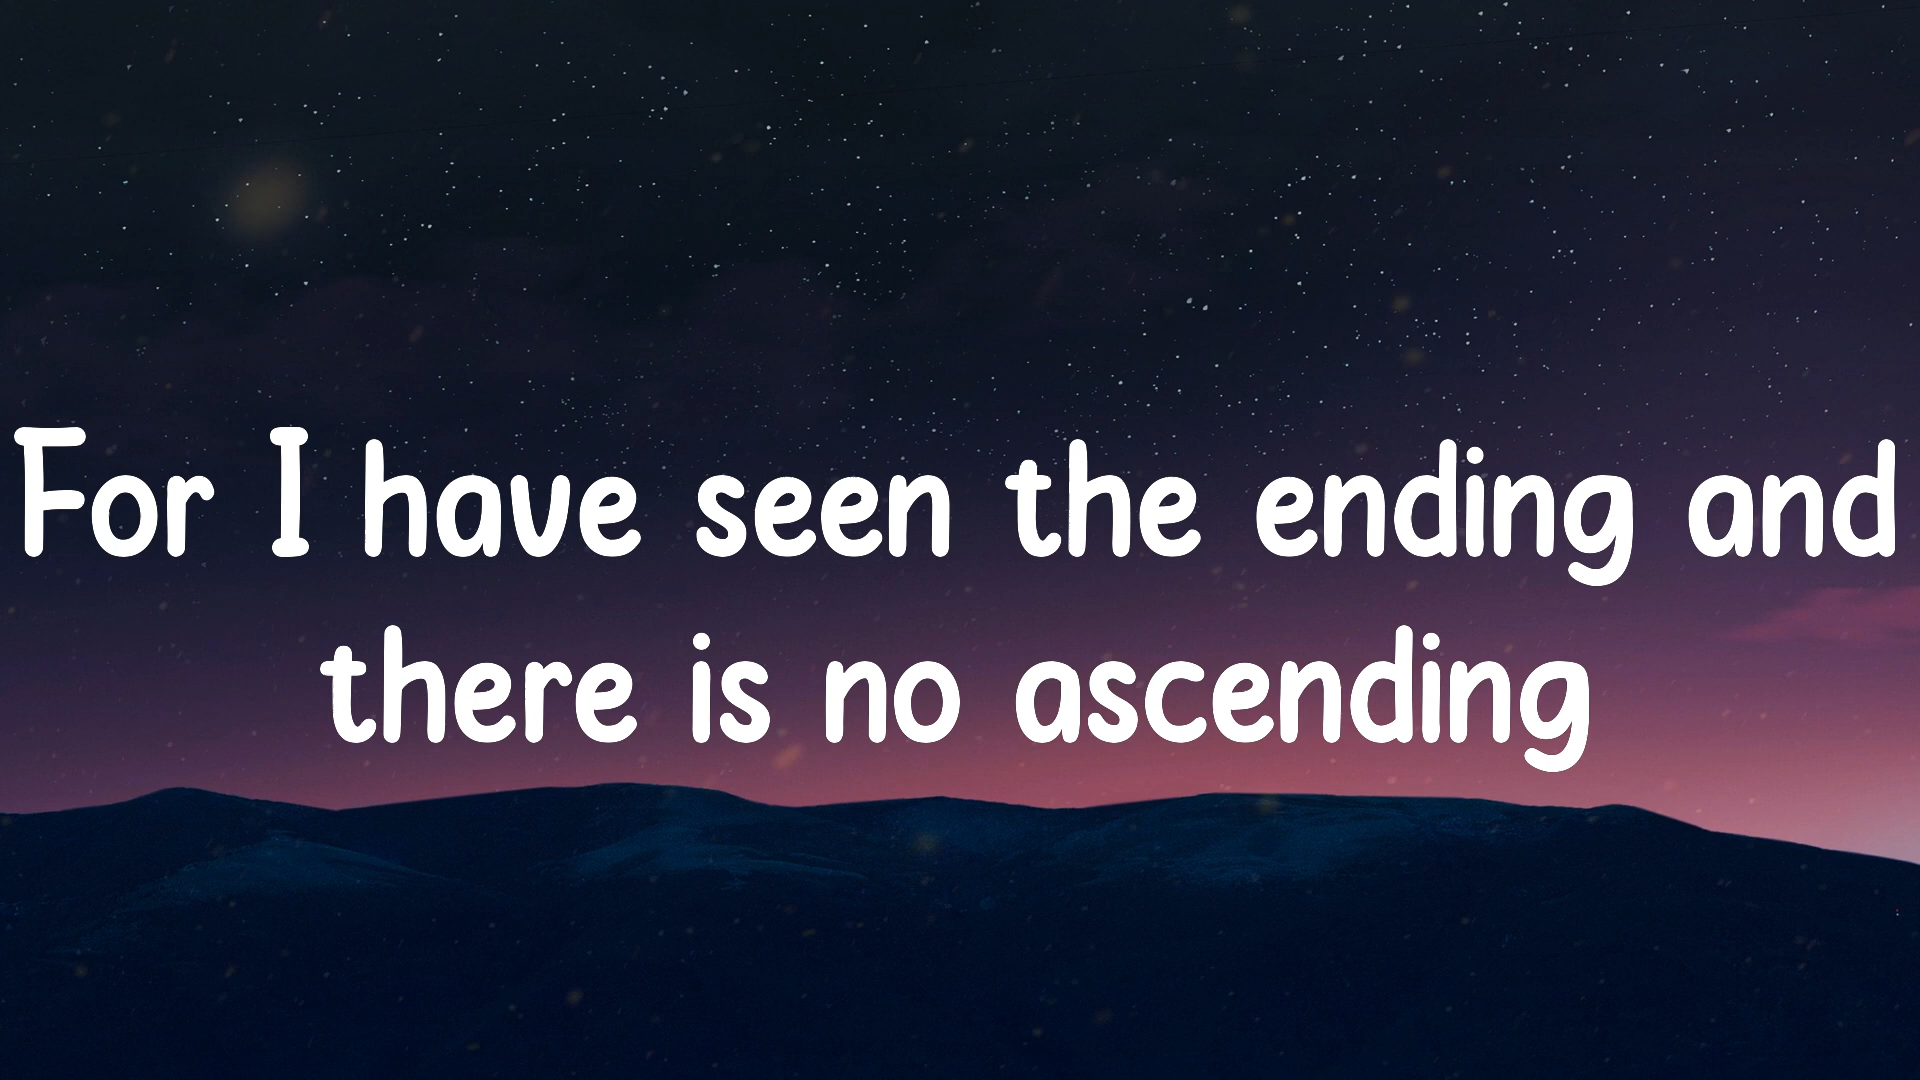 For I have seen the ending and
there is no ascending